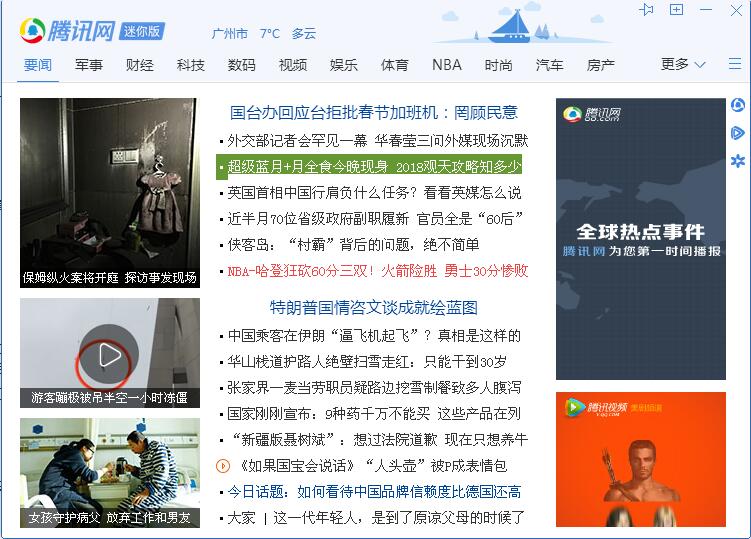 腾讯网 迷你版
广州市 7°C 多云
要闻 军事 财经 科技 数码 视频 娱乐 体育 NBA 时尚 汽车 房产 更多
保姆纵火案将开庭 探访事发现场
游客蹦极被吊半空一小时冻僵
女孩守护病父 放弃工作和男友
国台办回应台拒批春节加班机：罔顾民意
外交部记者会罕见一幕 华春莹三问外媒现场沉默
超级蓝月+月全食今晚现身 2018观天攻略知多少
英国首相中国行肩负什么任务？看看英媒怎么说
近半月70位省级政府副职履新 官员全是“60后”
侠客岛：“村霸”背后的问题，绝不简单
NBA-哈登狂砍60分三双！火箭险胜 勇士30分惨败
特朗普国情咨文谈成就绘蓝图
中国乘客在伊朗“逼飞机起飞”？真相是这样的
华山栈道护路人绝壁扫雪走红：只能干到30岁
张家界一麦当劳职员疑路边挖雪制餐致多人腹泻
国家刚刚宣布：9种药千万不能买 这些产品在列
“新疆版聂树斌”：想过法院道歉 现在只想养牛
《如果国宝会说话》“人头壶”被P成表情包
今日话题：如何看待中国品牌信赖度比德国还高
大家 | 这一代年轻人，是到了原谅父母的时候了
腾讯网
QQ.COM
全球热点事件
腾讯网 为您第一时间播报
腾讯视频
V.QQ.COM